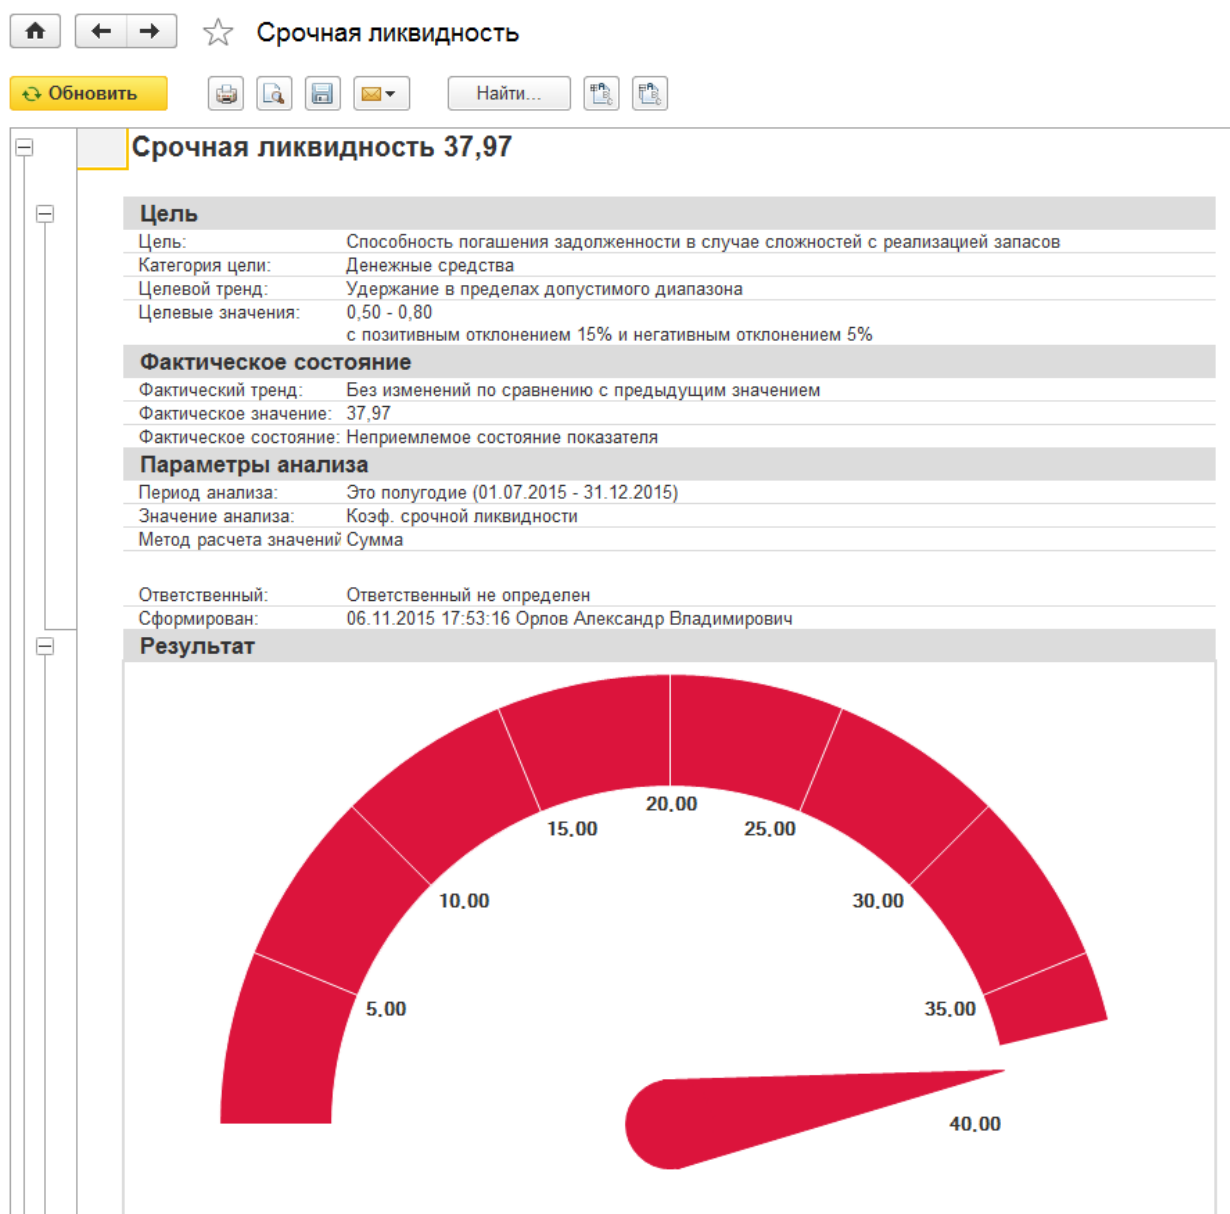 Срочная ликвидность
Обновить
Найти...
Срочная ликвидность 37,97
Цель
Цель: Способность погашения задолженности в случае сложностей с реализацией запасов
Категория цели: Денежные средства
Целевой тренд: Удержание в пределах допустимого диапазона
Целевые значения: 0,50 - 0,80
с позитивным отклонением 15% и негативным отклонением 5%
Фактическое состояние
Фактический тренд: Без изменений по сравнению с предыдущим значением
Фактическое значение: 37,97
Фактическое состояние: Неприемлемое состояние показателя
Параметры анализа
Период анализа: Это полугодие (01.07.2015 - 31.12.2015)
Значение анализа: Коэф. срочной ликвидности
Метод расчета значений Сумма
Ответственный: Ответственный не определен
Сформирован: 06.11.2015 17:53:16 Орлов Александр Владимирович
Результат
20.00
15.00
25.00
10.00
30.00
5.00
35.00
40.00